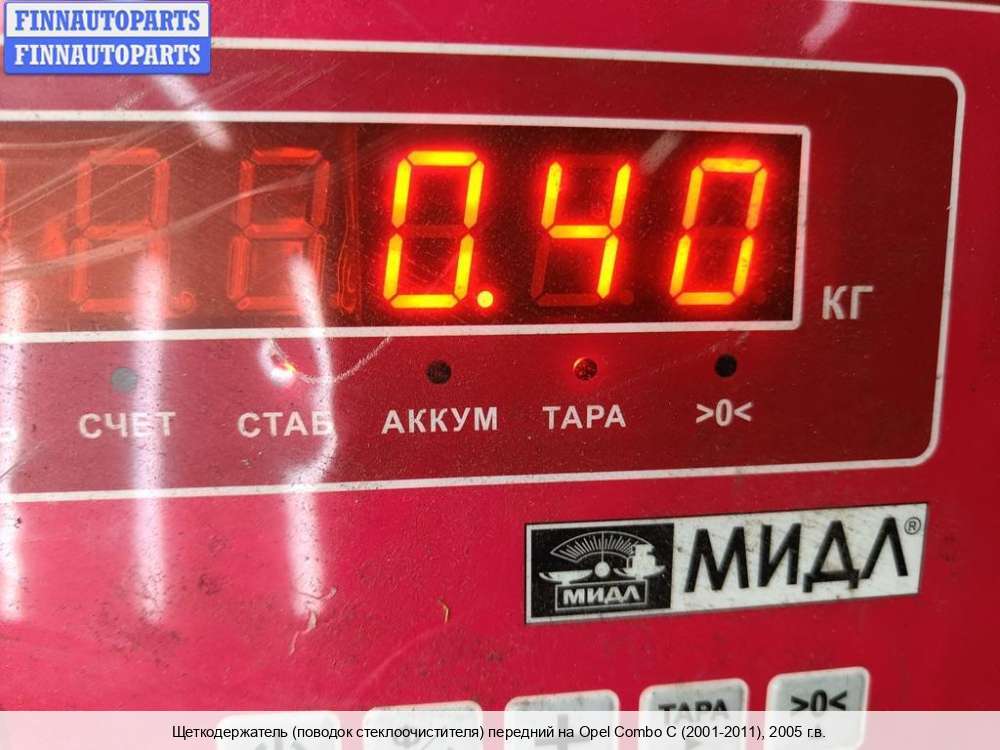 FINNAUTOPARTS
FINNAUTOPARTS
0.40
КГ
СЧЕТ СТАБ АККУМ ТАРА >0<
МИДЛ МИДЛ®
ТАРА >0<
Щеткодержатель (поводок стеклоочистителя) передний на Opel Combo C (2001-2011), 2005 г.в.